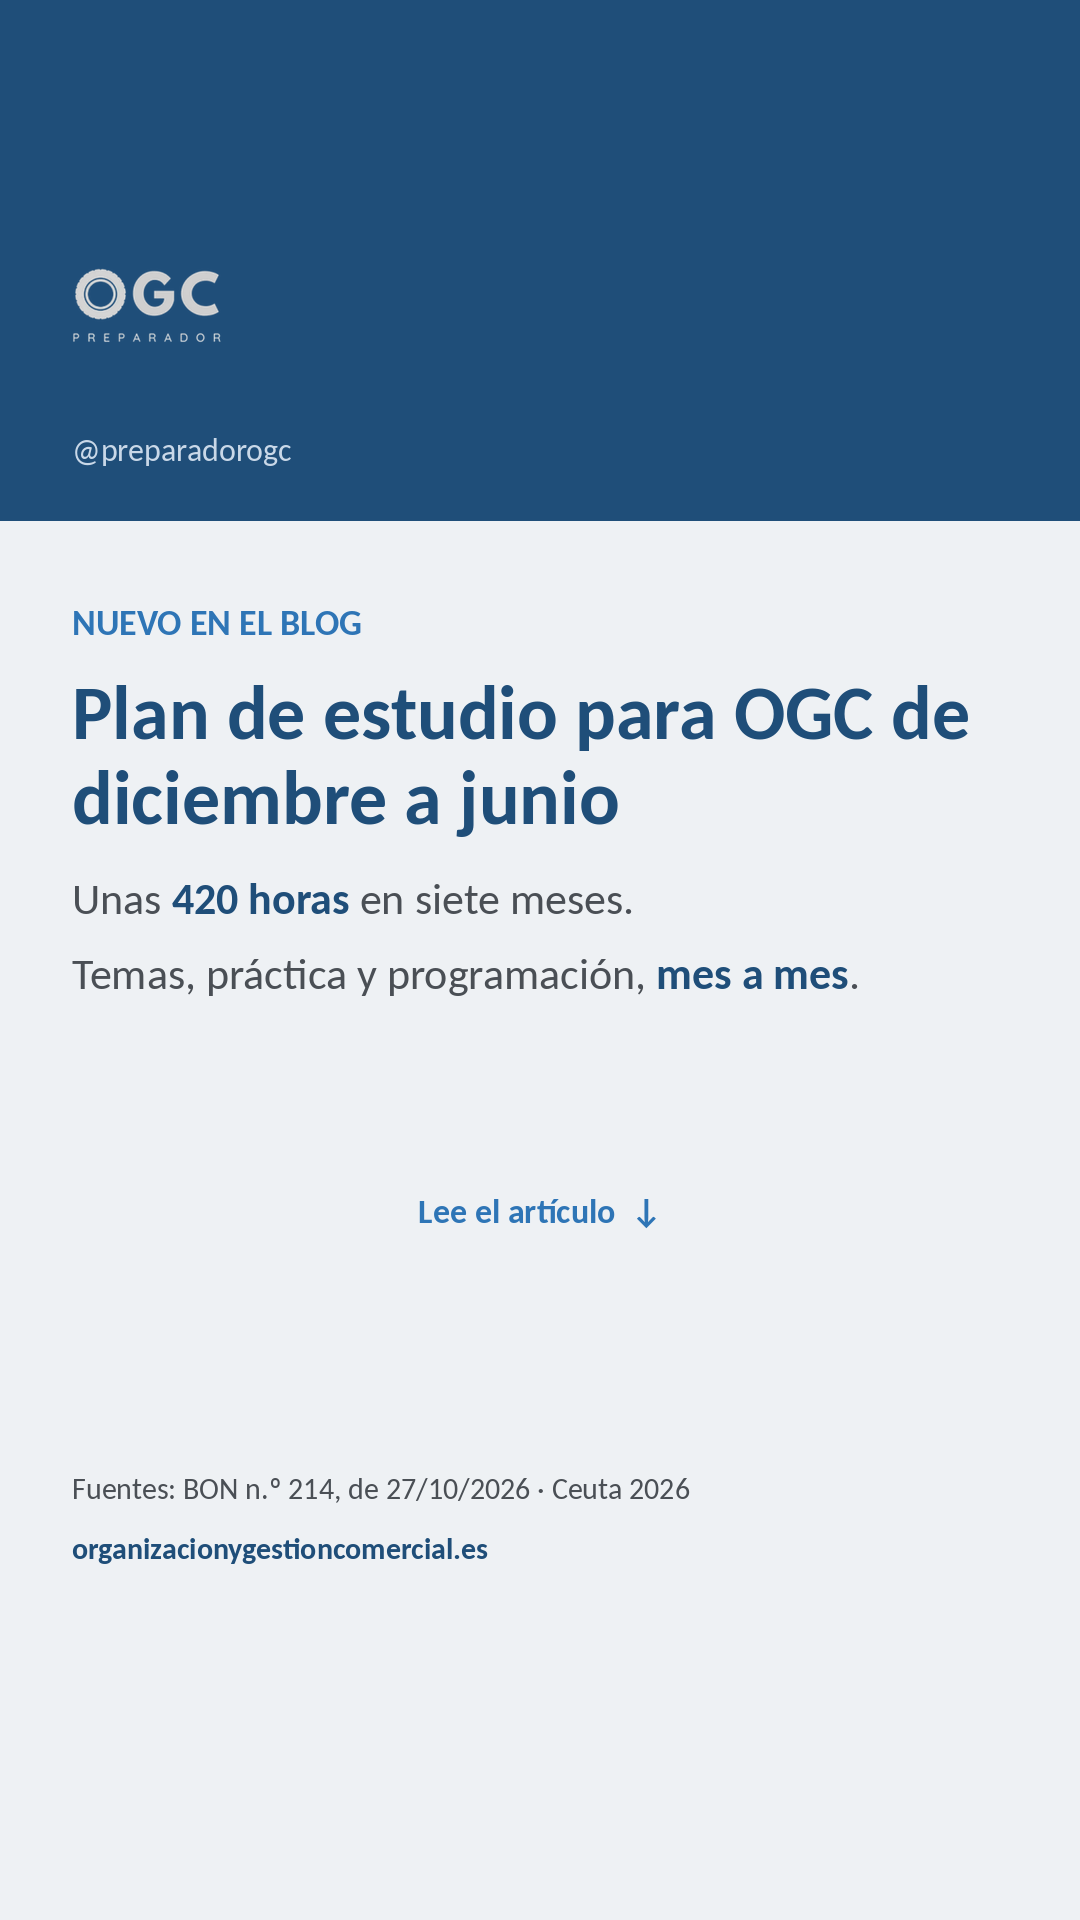 OGC
PREPARADOR
@preparadorogc
NUEVO EN EL BLOG
Plan de estudio para OGC de
diciembre a junio
Unas 420 horas en siete meses.
Temas, práctica y programación, mes a mes.
Lee el artículo ↓
Fuentes: BON n.º 214, de 27/10/2026 · Ceuta 2026
organizacionygestioncomercial.es